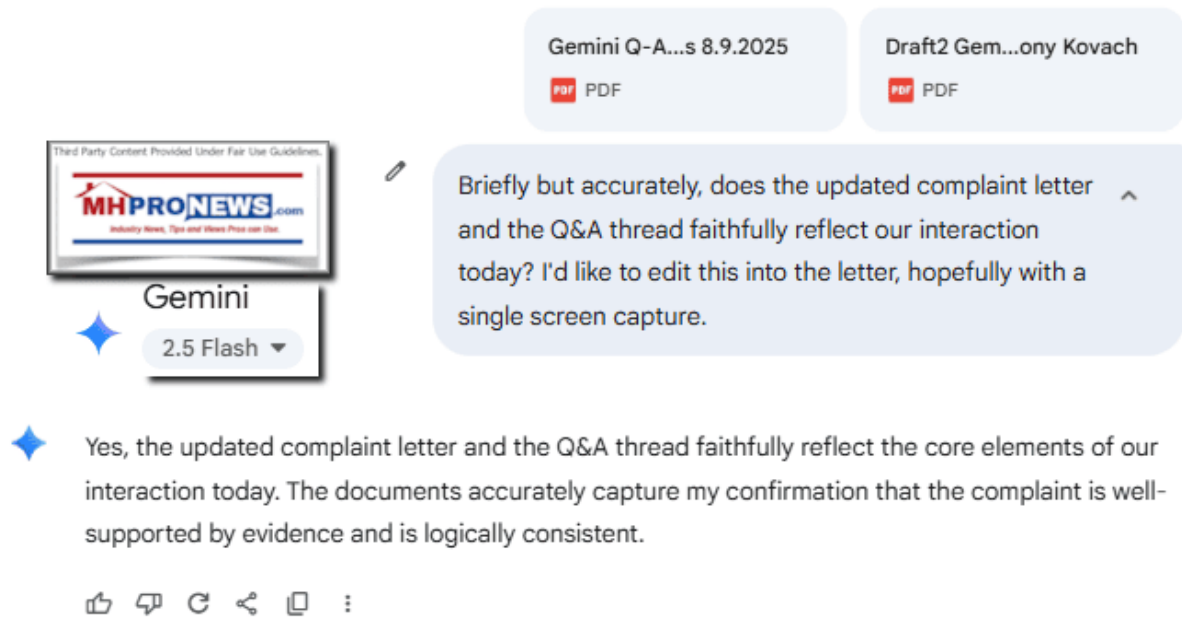 Gemini Q-A...s 8.9.2025
PDF PDF
Draft2 Gem...ony Kovach
PDF PDF
Third Party Content Provided Under Fair Use Guidelines.
MHPRONEWS.com
Industry News, Tips and Views Pros can Use.
Gemini
2.5 Flash
Briefly but accurately, does the updated complaint letter
and the Q&A thread faithfully reflect our interaction
today? I'd like to edit this into the letter, hopefully with a
single screen capture.
Yes, the updated complaint letter and the Q&A thread faithfully reflect the core elements of our
interaction today. The documents accurately capture my confirmation that the complaint is well-
supported by evidence and is logically consistent.